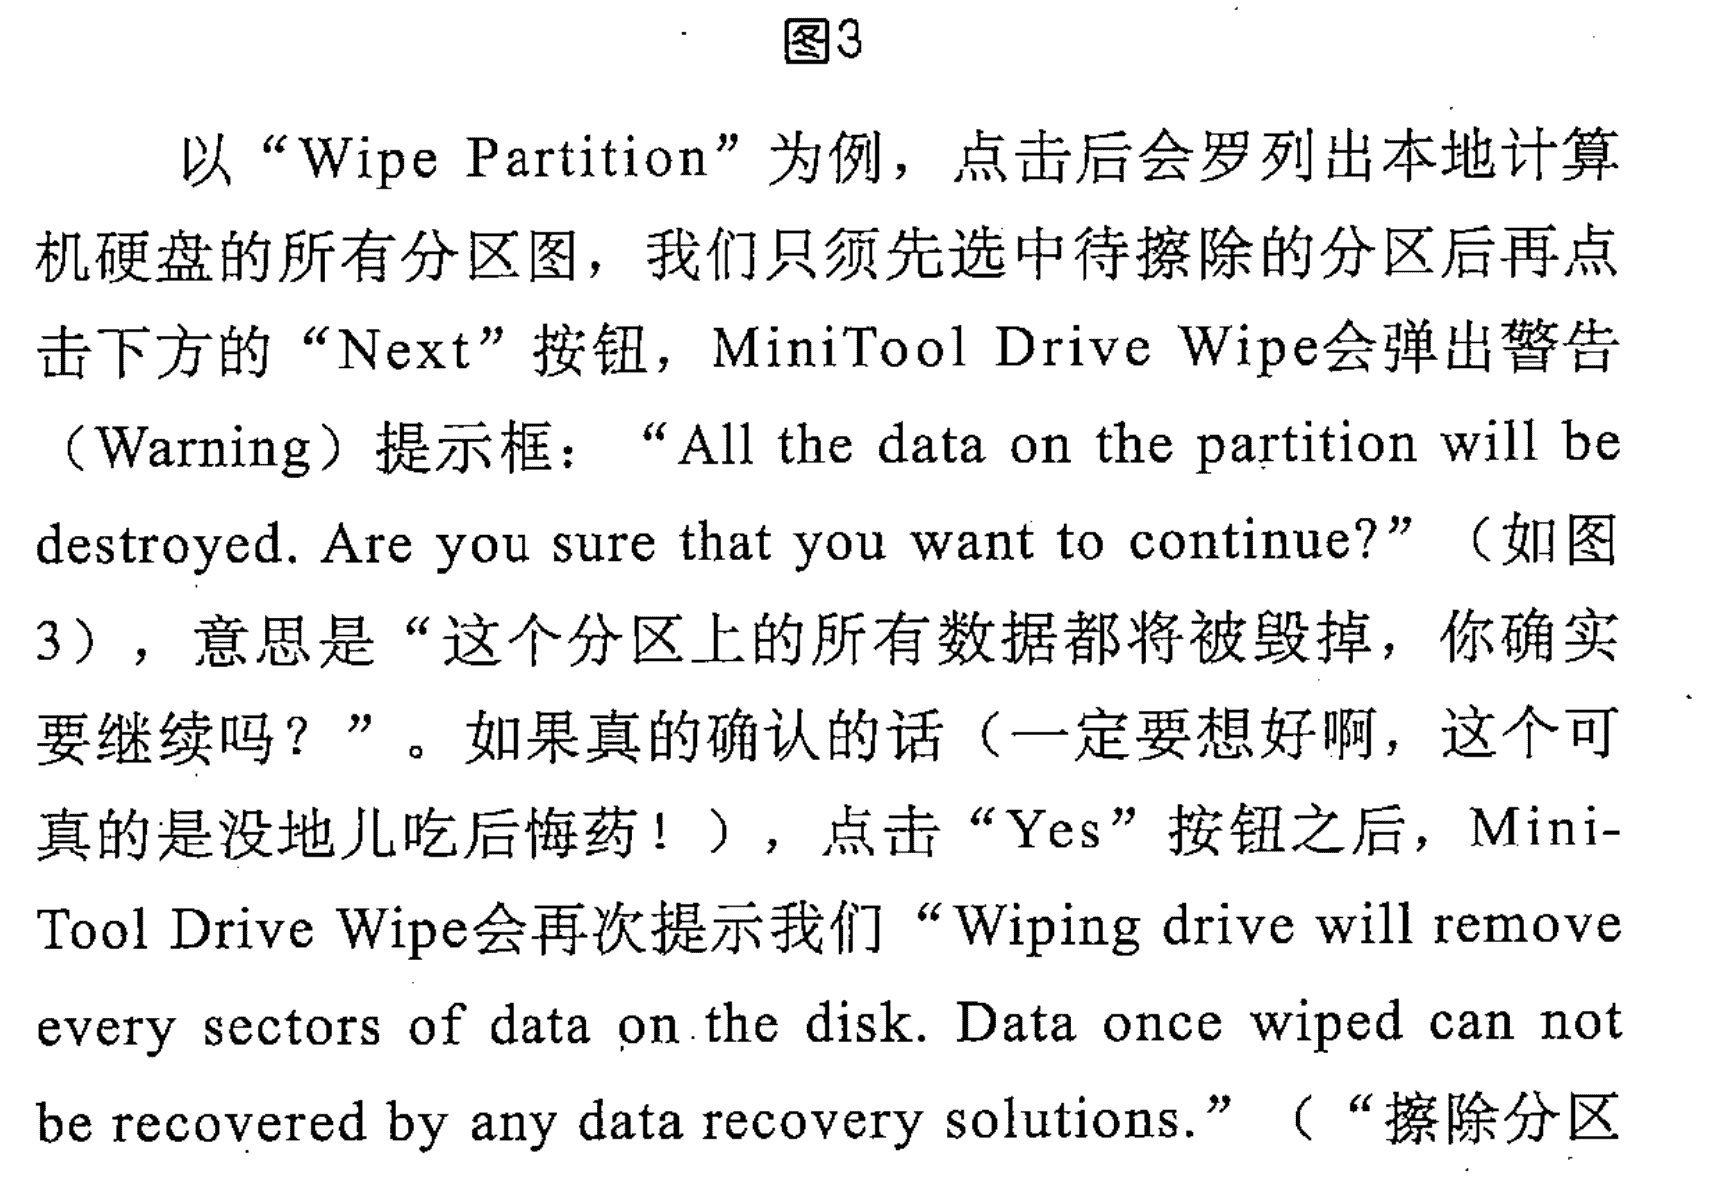 图3
以“Wipe Partition”为例，点击后会罗列出本地计算
机硬盘的所有分区图，我们只须先选中待擦除的分区后再点
击下方的“Next”按钮，MiniTool Drive Wipe会弹出警告
（Warning）提示框：“All the data on the partition will be
destroyed. Are you sure that you want to continue?”（如图
3），意思是“这个分区上的所有数据都将被毁掉，你确实
要继续吗？”。如果真的确认的话（一定要想好啊，这个可
真的是没地儿吃后悔药！），点击“Yes”按钮之后，Mini-
Tool Drive Wipe会再次提示我们“Wiping drive will remove
every sectors of data on the disk. Data once wiped can not
be recovered by any data recovery solutions.”（“擦除分区